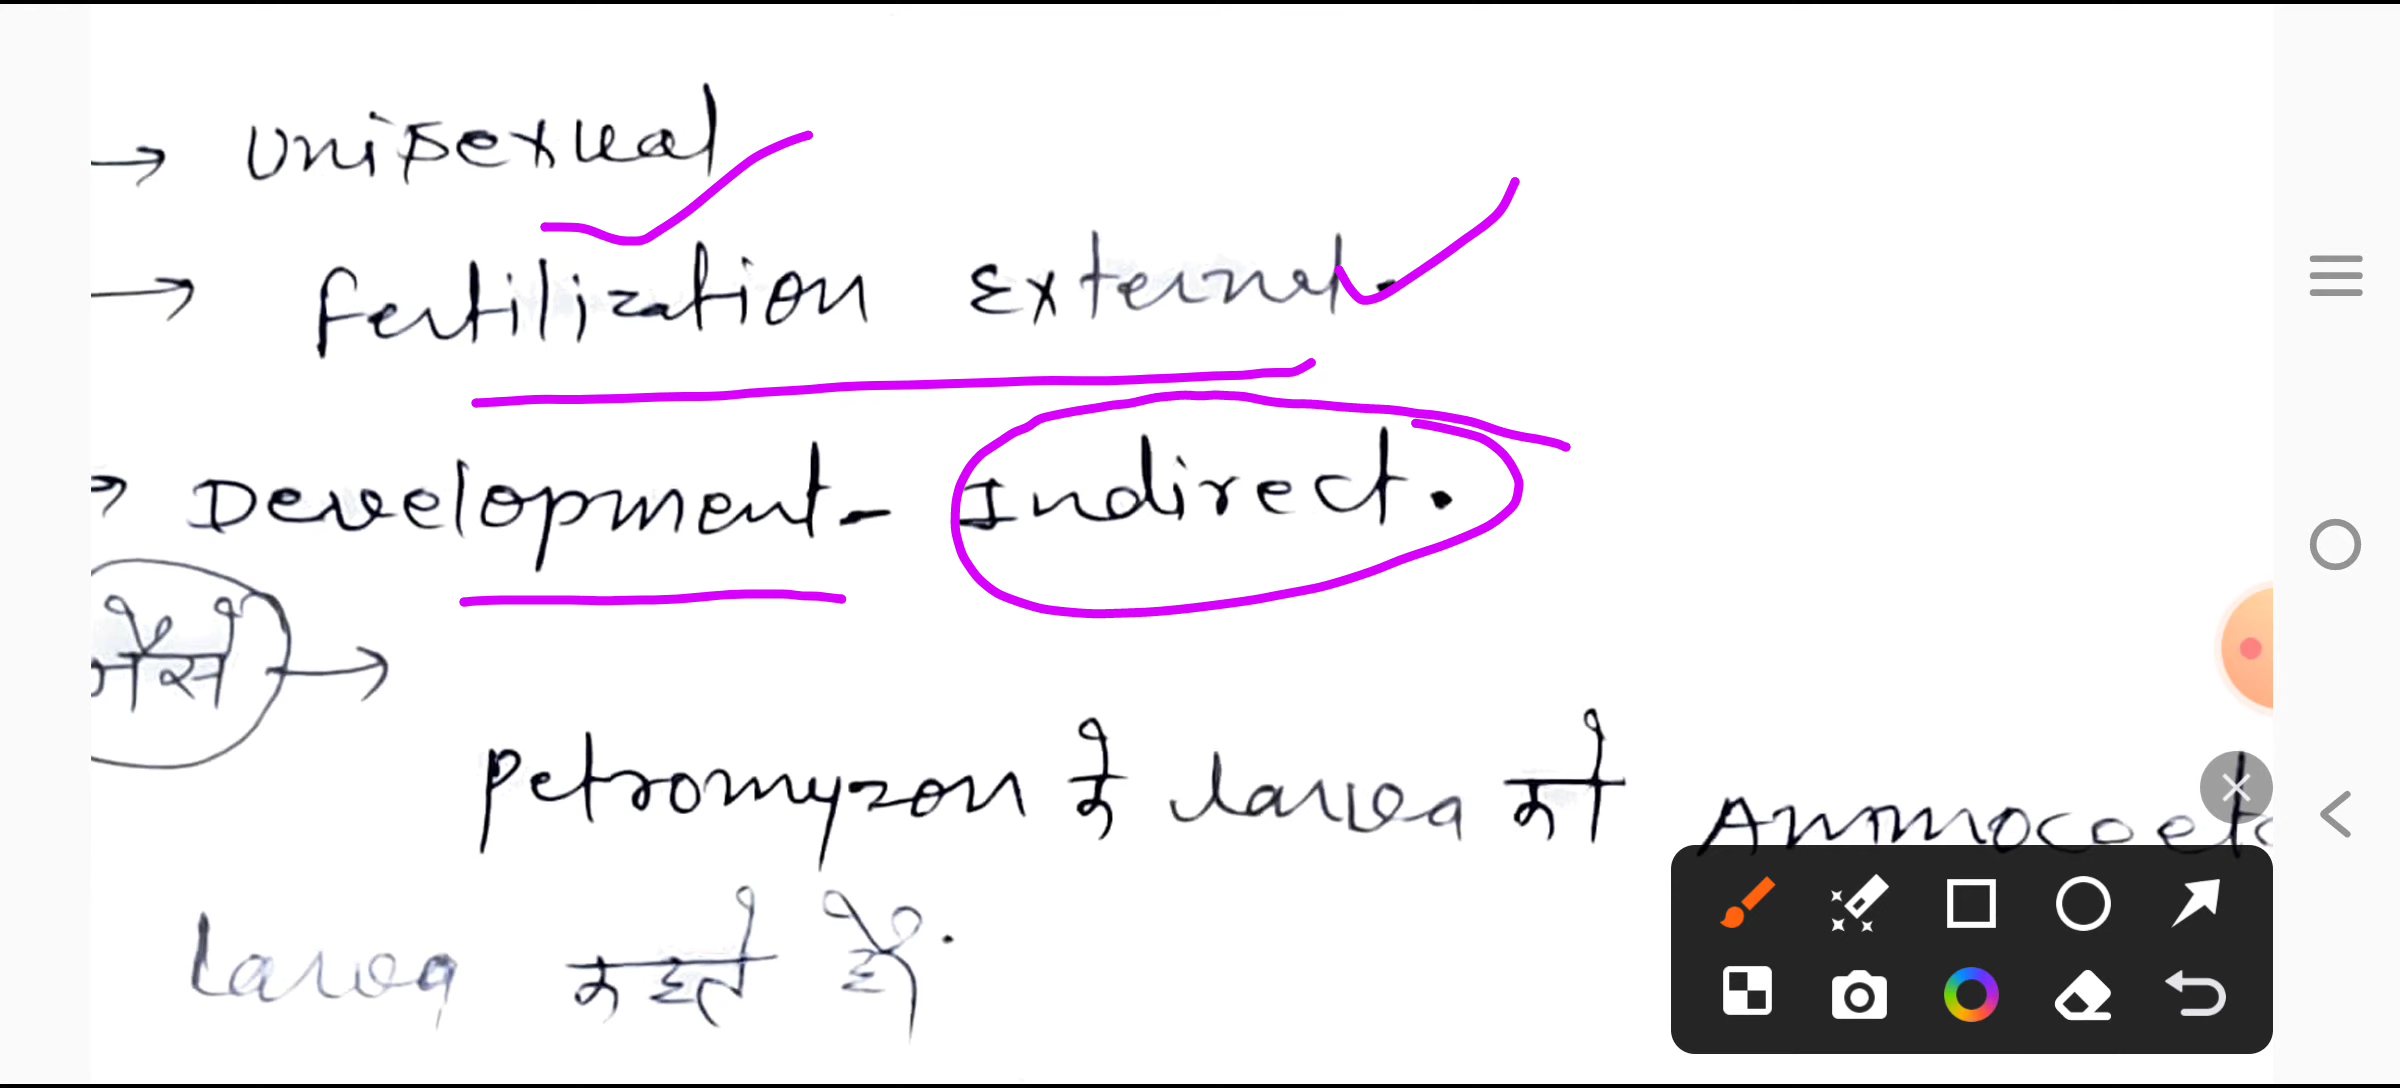 → Unisexual
→ Fertilization External.
→ Development - Indirect.
जैसे →
Petromyzon के larva को Ammocoete
larva कहते है.